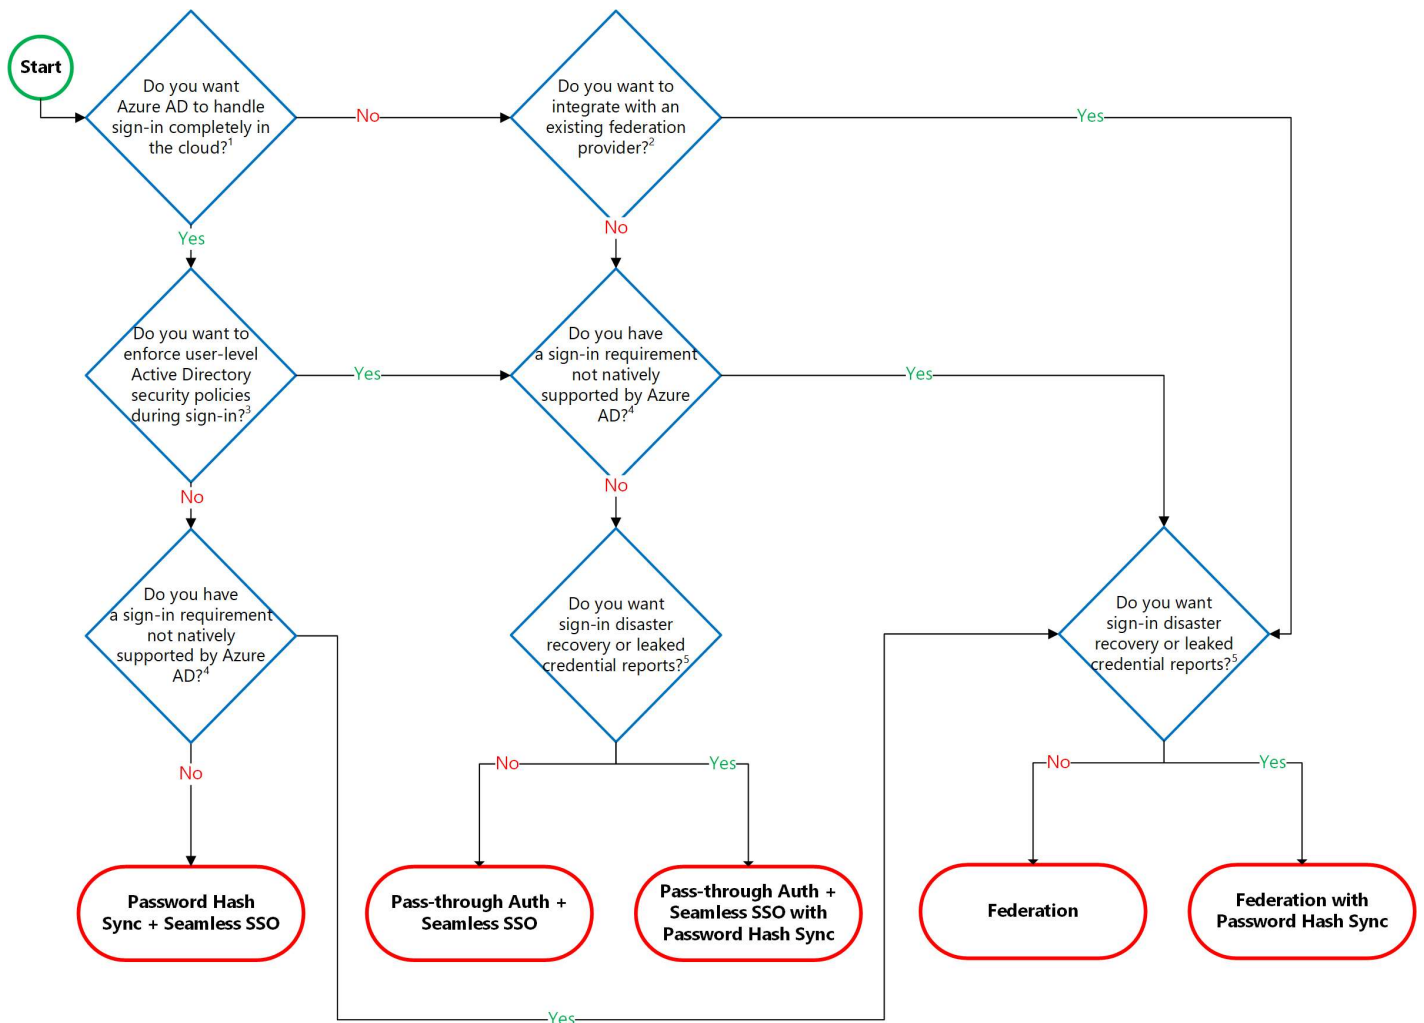 Start
Do you want
Azure AD to handle
sign-in completely in
the cloud?1
No
Do you want to
integrate with an
existing federation
provider?2
Yes
Yes
No
Do you want to
enforce user-level
Active Directory
security policies
during sign-in?3
Yes
Do you have
a sign-in requirement
not natively
supported by Azure
AD?4
Yes
No
No
Do you have
a sign-in requirement
not natively
supported by Azure
AD?4
Do you want
sign-in disaster
recovery or leaked
credential reports?5
Do you want
sign-in disaster
recovery or leaked
credential reports?5
No
No
Yes
No
Yes
Password Hash
Sync + Seamless SSO
Pass-through Auth +
Seamless SSO
Pass-through Auth +
Seamless SSO with
Password Hash Sync
Federation
Federation with
Password Hash Sync
Yes